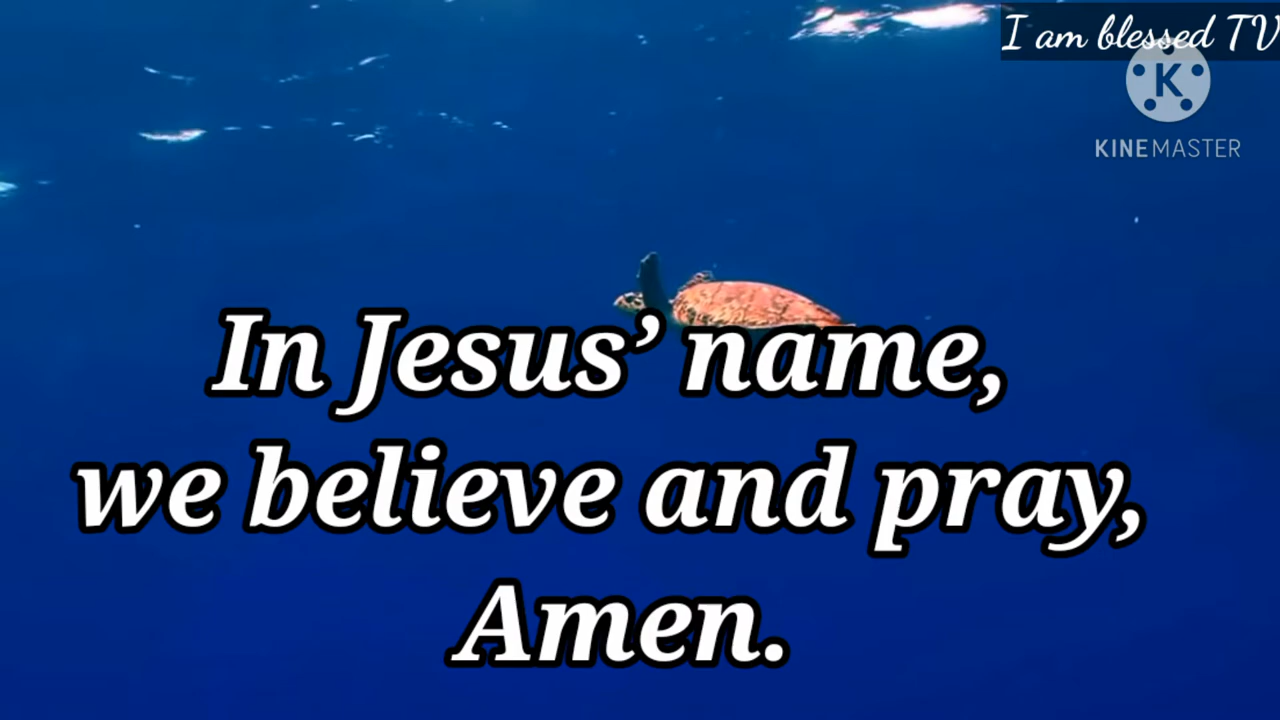 I am blessed TV
K
KINEMASTER
In Jesus’ name,
we believe and pray,
Amen.